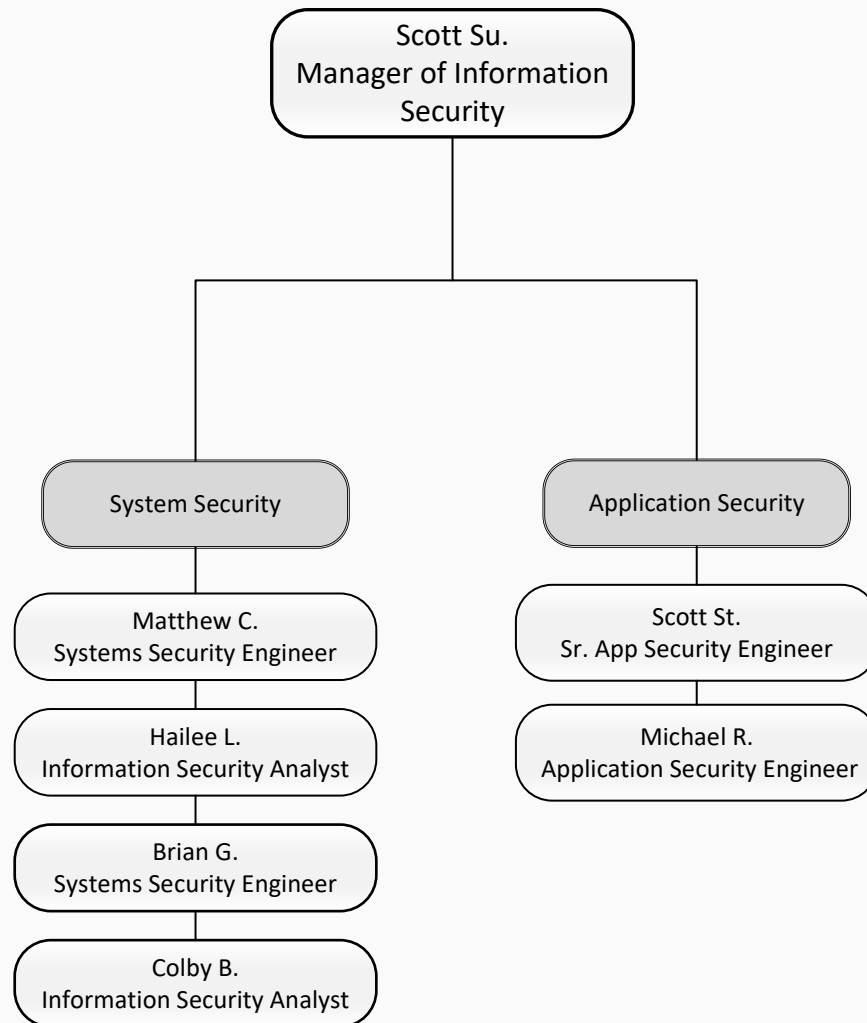 Scott Su.
Manager of Information
Security
System Security
Matthew C.
Systems Security Engineer
Hailee L.
Information Security Analyst
Brian G.
Systems Security Engineer
Colby B.
Information Security Analyst
Application Security
Scott St.
Sr. App Security Engineer
Michael R.
Application Security Engineer